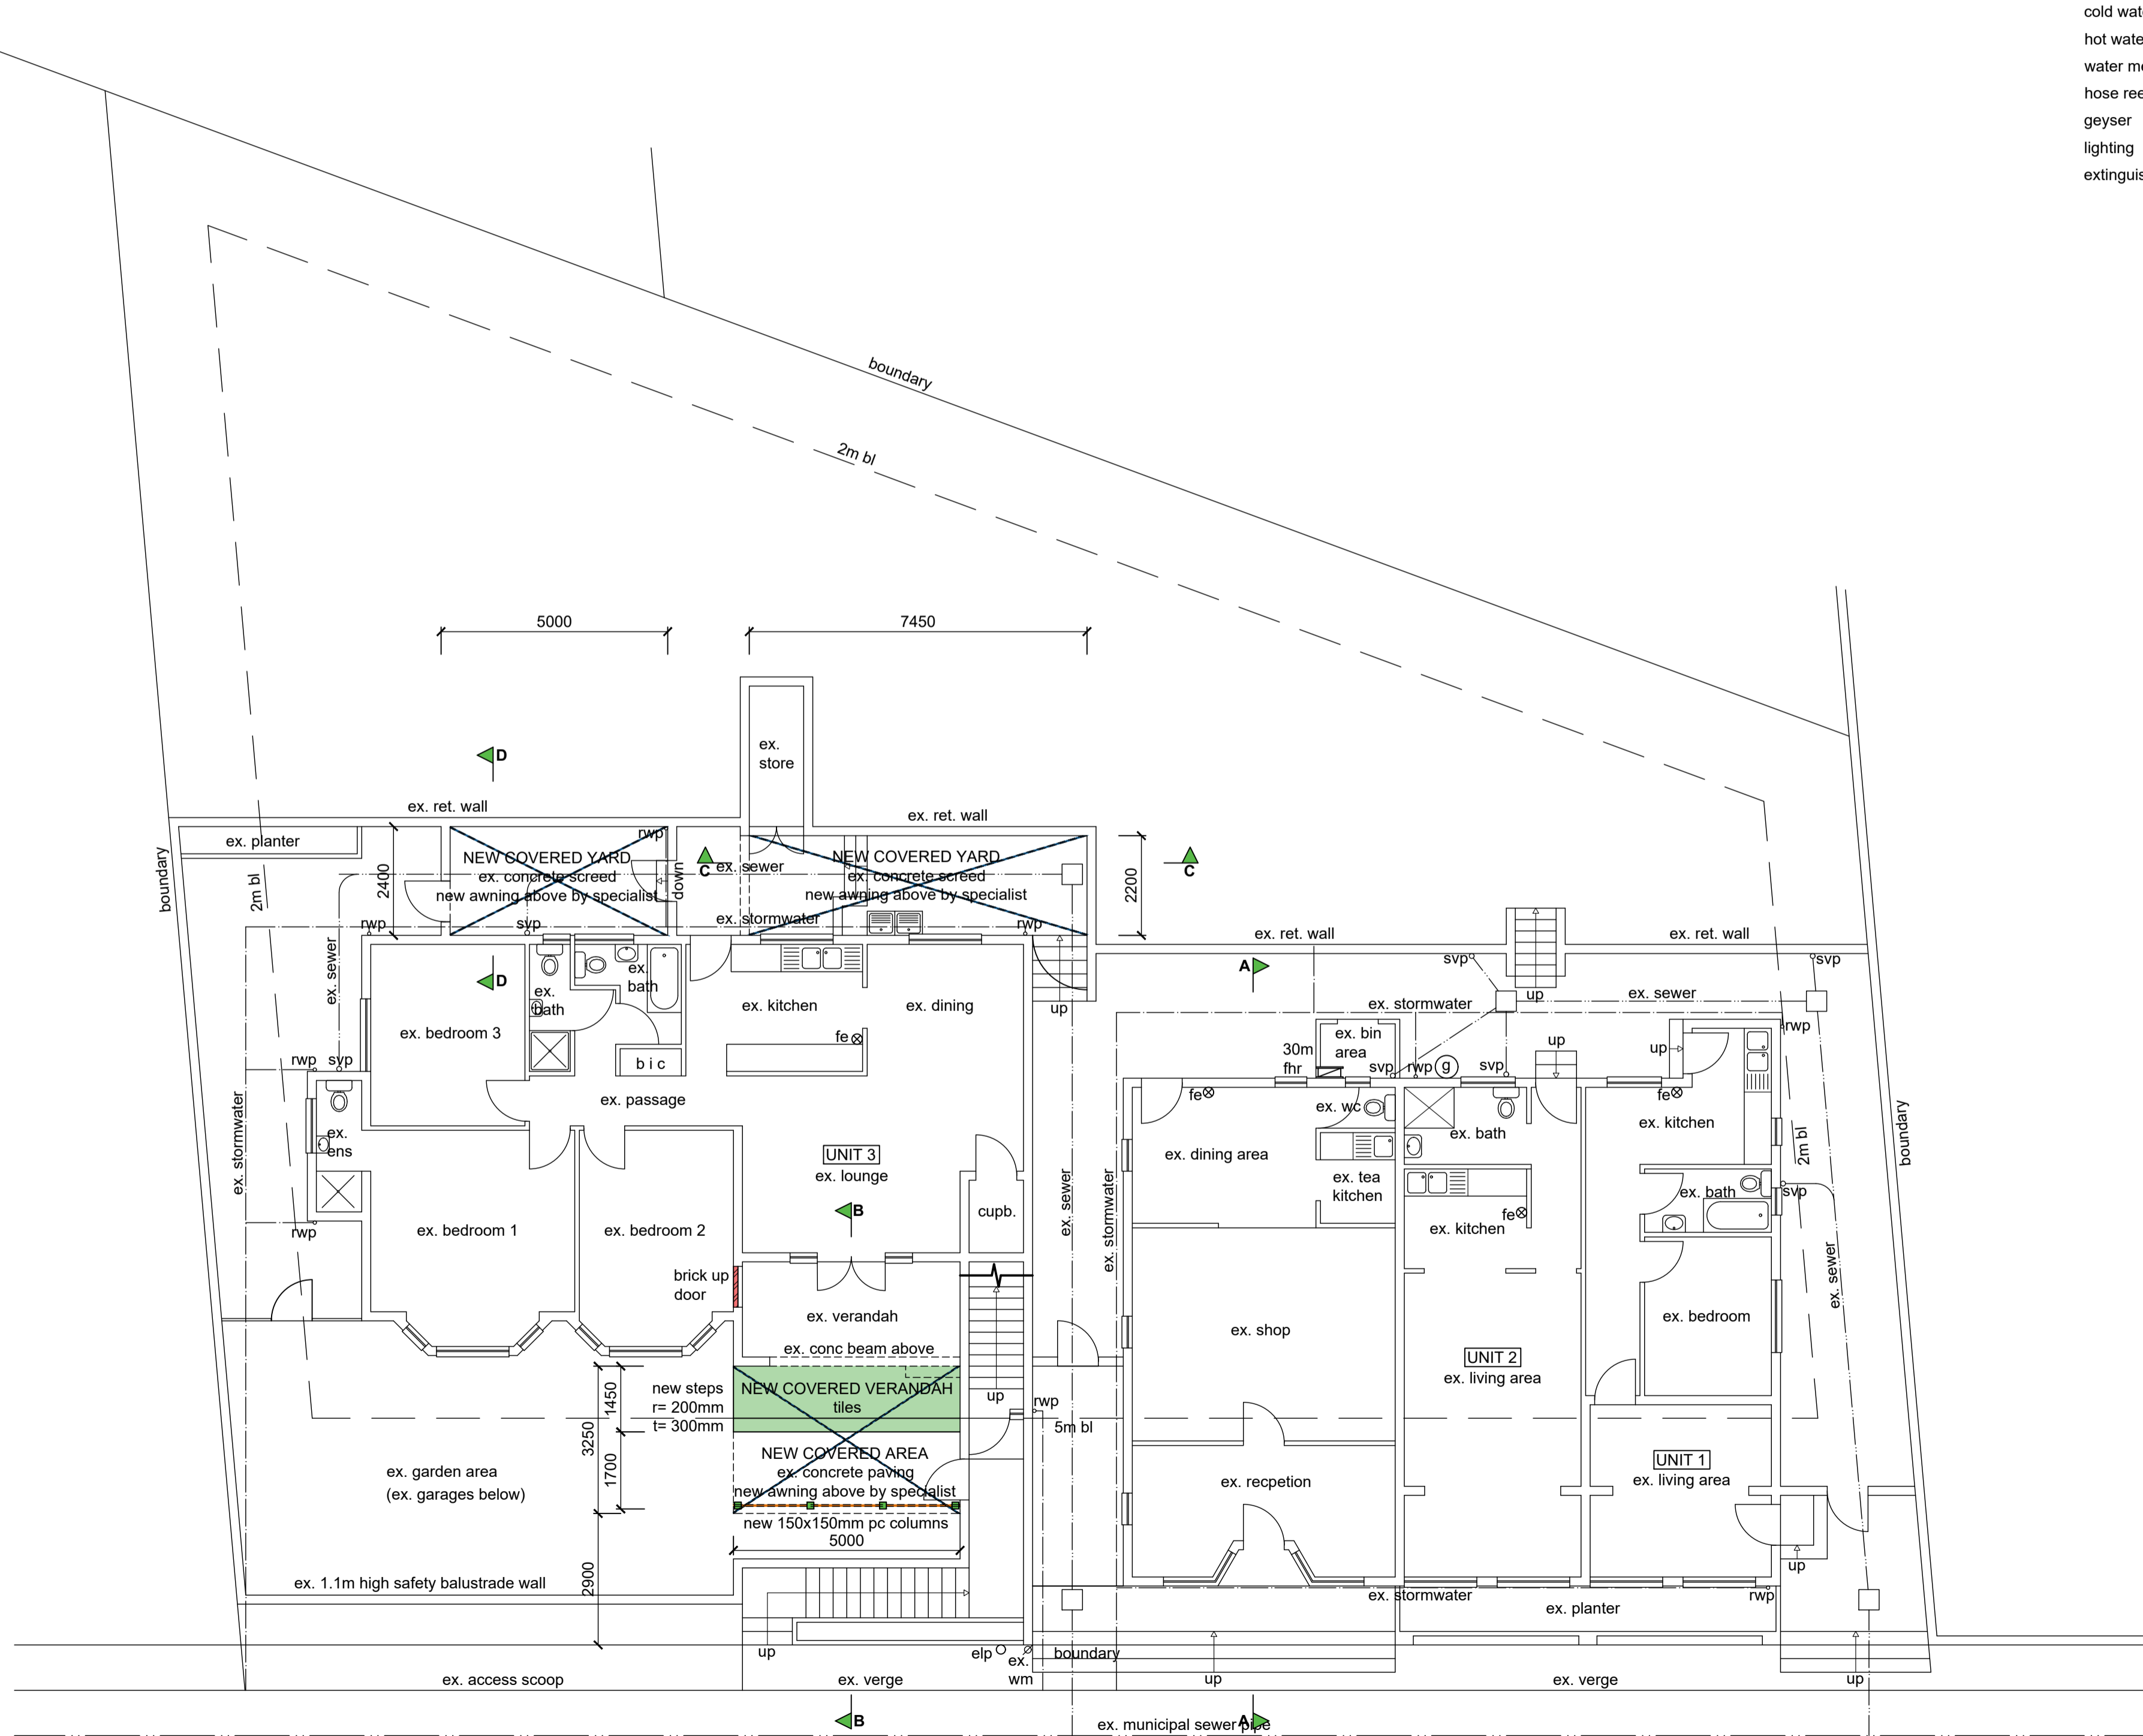 cold wat
hot wate
water me
hose ree
geyser
lighting
extinguis
boundary
2m bl
5000
7450
ex.
store
D
ex. ret. wall
ex. ret. wall
ex. planter
2400
rwp
NEW COVERED YARD
ex. concrete screed
new awning above by specialist
down
C
ex. sewer
NEW COVERED YARD
ex. concrete screed
new awning above by specialist
2200
C
boundary
2m bl
rwp
svp
ex. stormwater
rwp
ex. ret. wall
ex. ret. wall
ex. sewer
D
ex.
bath
ex.
bath
ex. kitchen
ex. dining
up
A
svp
up
svp
ex. stormwater
ex. sewer
rwp
ex. bedroom 3
fe
b i c
rwp
svp
30m
fhr
ex. bin
area
svp
rwp
g
svp
up
up
ex. passage
ex. stormwater
ex.
ens
fe
ex. wc
ex. bath
fe
ex. kitchen
boundary
2m bl
UNIT 3
ex. lounge
ex. dining area
ex. tea
kitchen
ex. bath
svp
B
cupb.
ex. sewer
ex. stormwater
ex. bedroom 1
ex. bedroom 2
rwp
fe
ex. kitchen
ex. sewer
brick up
door
ex. verandah
ex. shop
ex. bedroom
ex. conc beam above
UNIT 2
ex. living area
1450
new steps
r= 200mm
t= 300mm
NEW COVERED VERANDAH
tiles
up
rwp
5m bl
3250
1700
NEW COVERED AREA
ex. concrete paving
new awning above by specialist
ex. garden area
(ex. garages below)
ex. recpetion
UNIT 1
ex. living area
new 150x150mm pc columns
5000
2900
up
ex. 1.1m high safety balustrade wall
ex. stormwater
rwp
ex. planter
up
elp
ex.
wm
boundary
ex. access scoop
ex. verge
up
ex. verge
up
B
ex. municipal sewer pipe
A